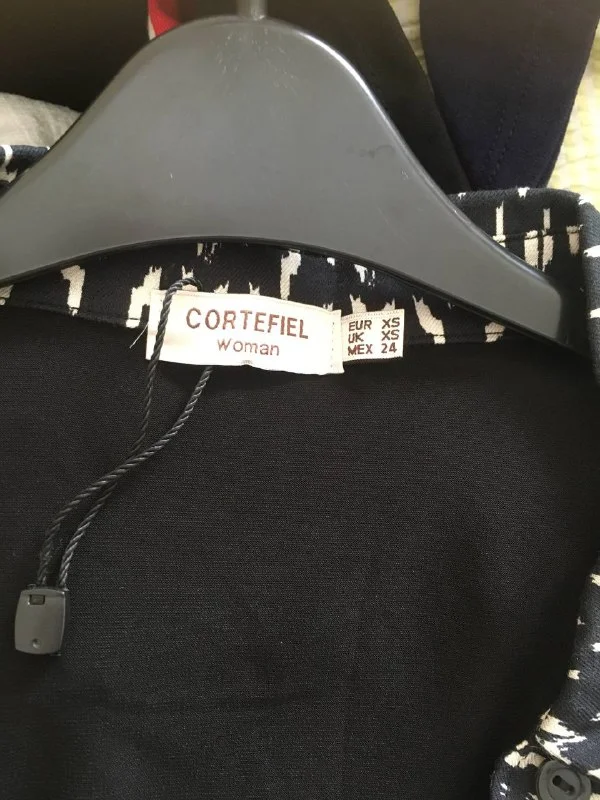 CORTEFIEL
Woman
EUR XS
UK XS
MEX 24